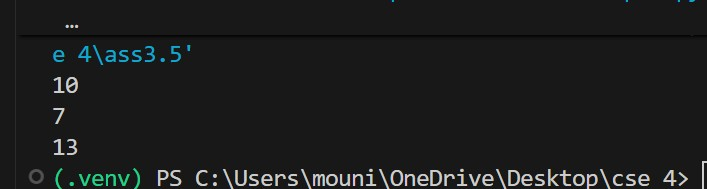 …
e 4\ass3.5'
10
7
13
(.venv) PS C:\Users\mouni\OneDrive\Desktop\cse 4>